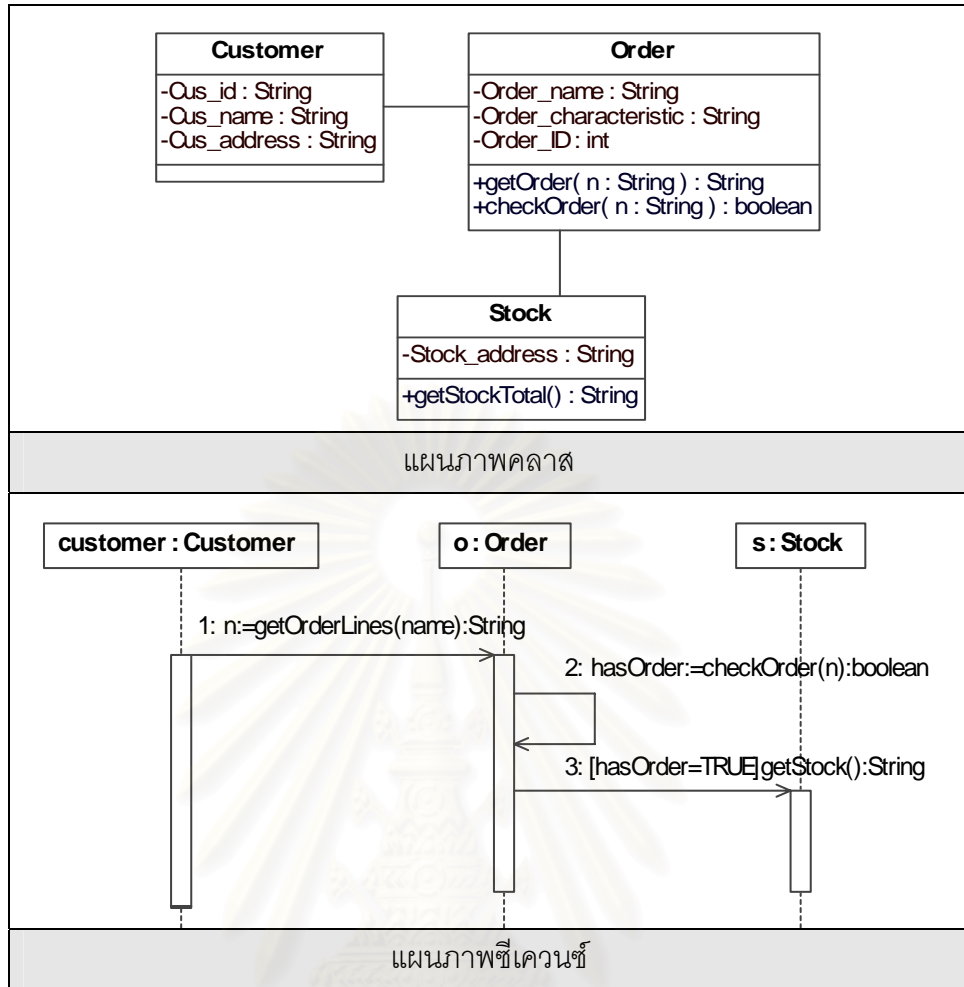 Customer
-Cus_id : String
-Cus_name : String
-Cus_address : String
Order
-Order_name : String
-Order_characteristic : String
-Order_ID : int
+getOrder( n : String ) : String
+checkOrder( n : String ) : boolean
Stock
-Stock_address : String
+getStockTotal() : String
แผนภาพคลาส
customer : Customer
o : Order
s : Stock
1: n:=getOrderLines(name):String
2: hasOrder:=checkOrder(n):boolean
3: [hasOrder=TRUE]getStock():String
แผนภาพซีเควนซ์